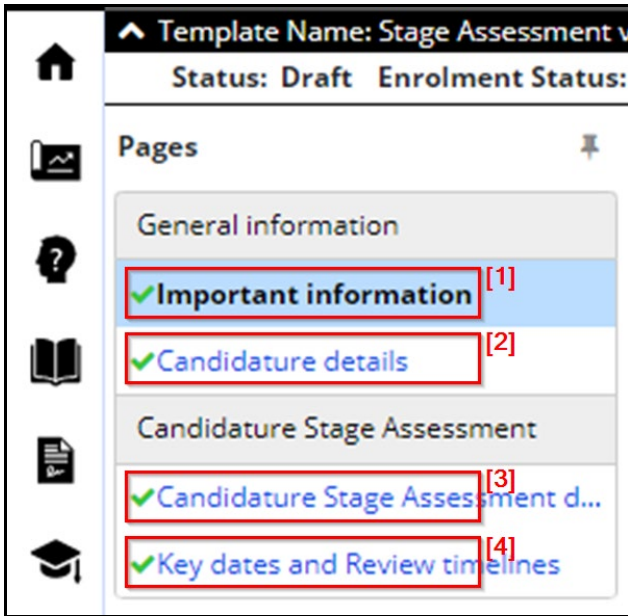 Template Name: Stage Assessment v
Status: Draft Enrolment Status:
Pages
General information
Important information
[1]
Candidature details
[2]
Candidature Stage Assessment
Candidature Stage Assessment d...
[3]
Key dates and Review timelines
[4]